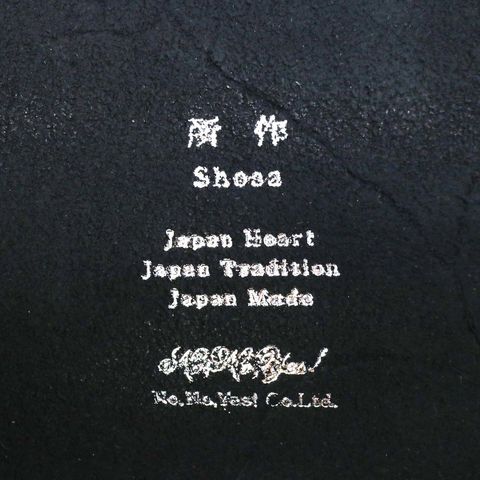 所作
Shosa
Japan Heart
Japan Tradition
Japan Made
No,No,Yes! Co.Ltd.